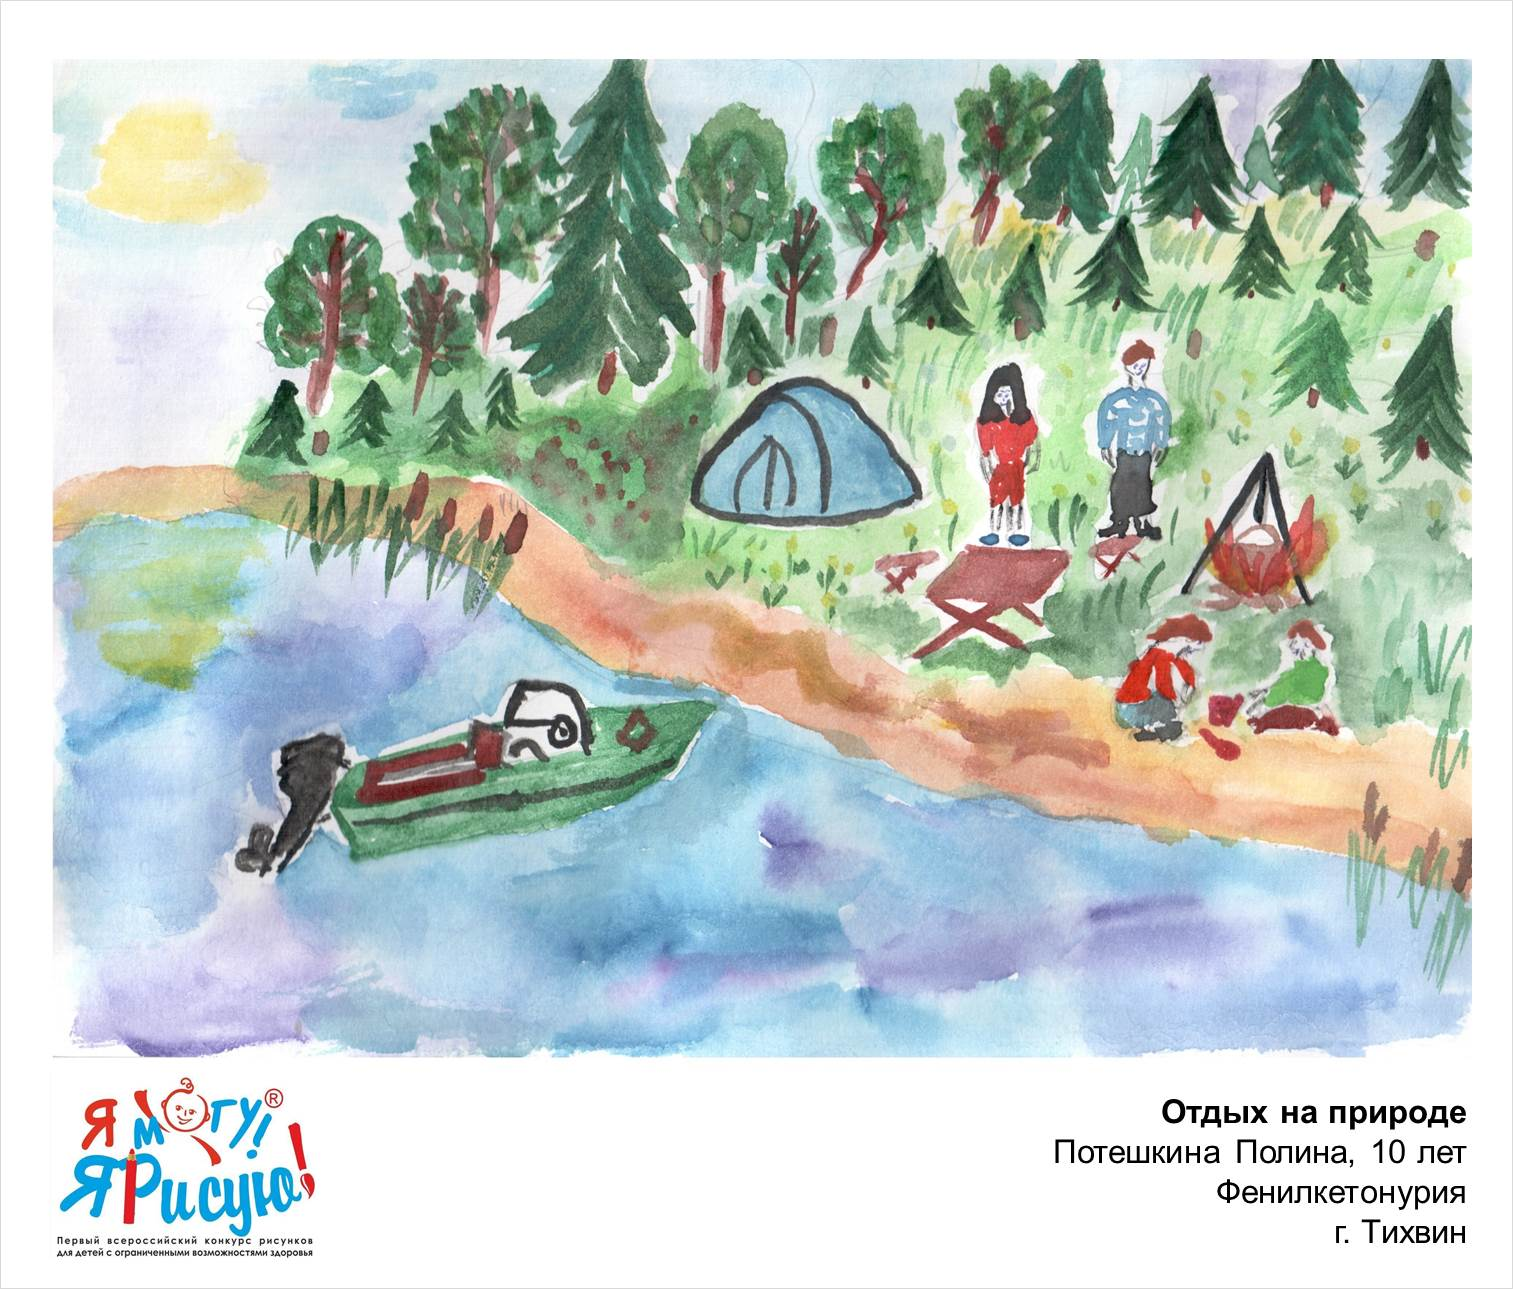 Я МОГУ! ®
Я Рисую!
Первый всероссийский конкурс рисунков
для детей с ограниченными возможностями здоровья
Отдых на природе
Потешкина Полина, 10 лет
Фенилкетонурия
г. Тихвин